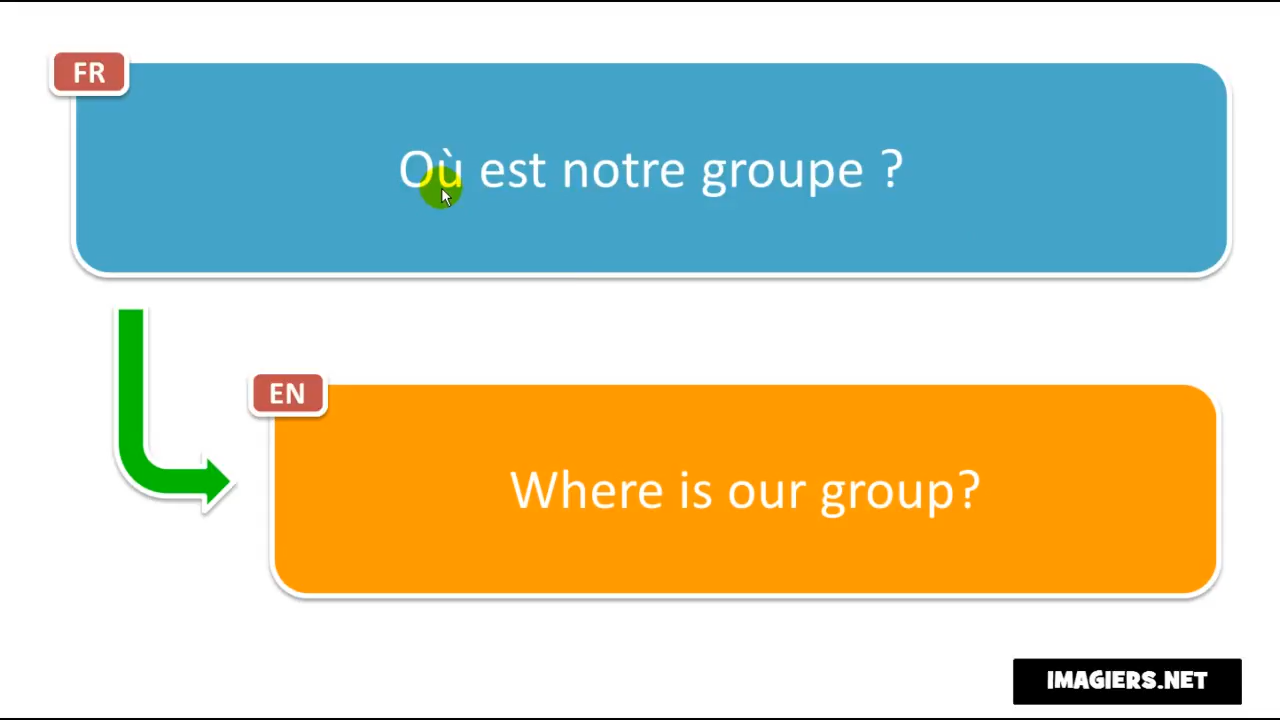 FR
Où est notre groupe ?
EN
Where is our group?
IMAGIERS.NET